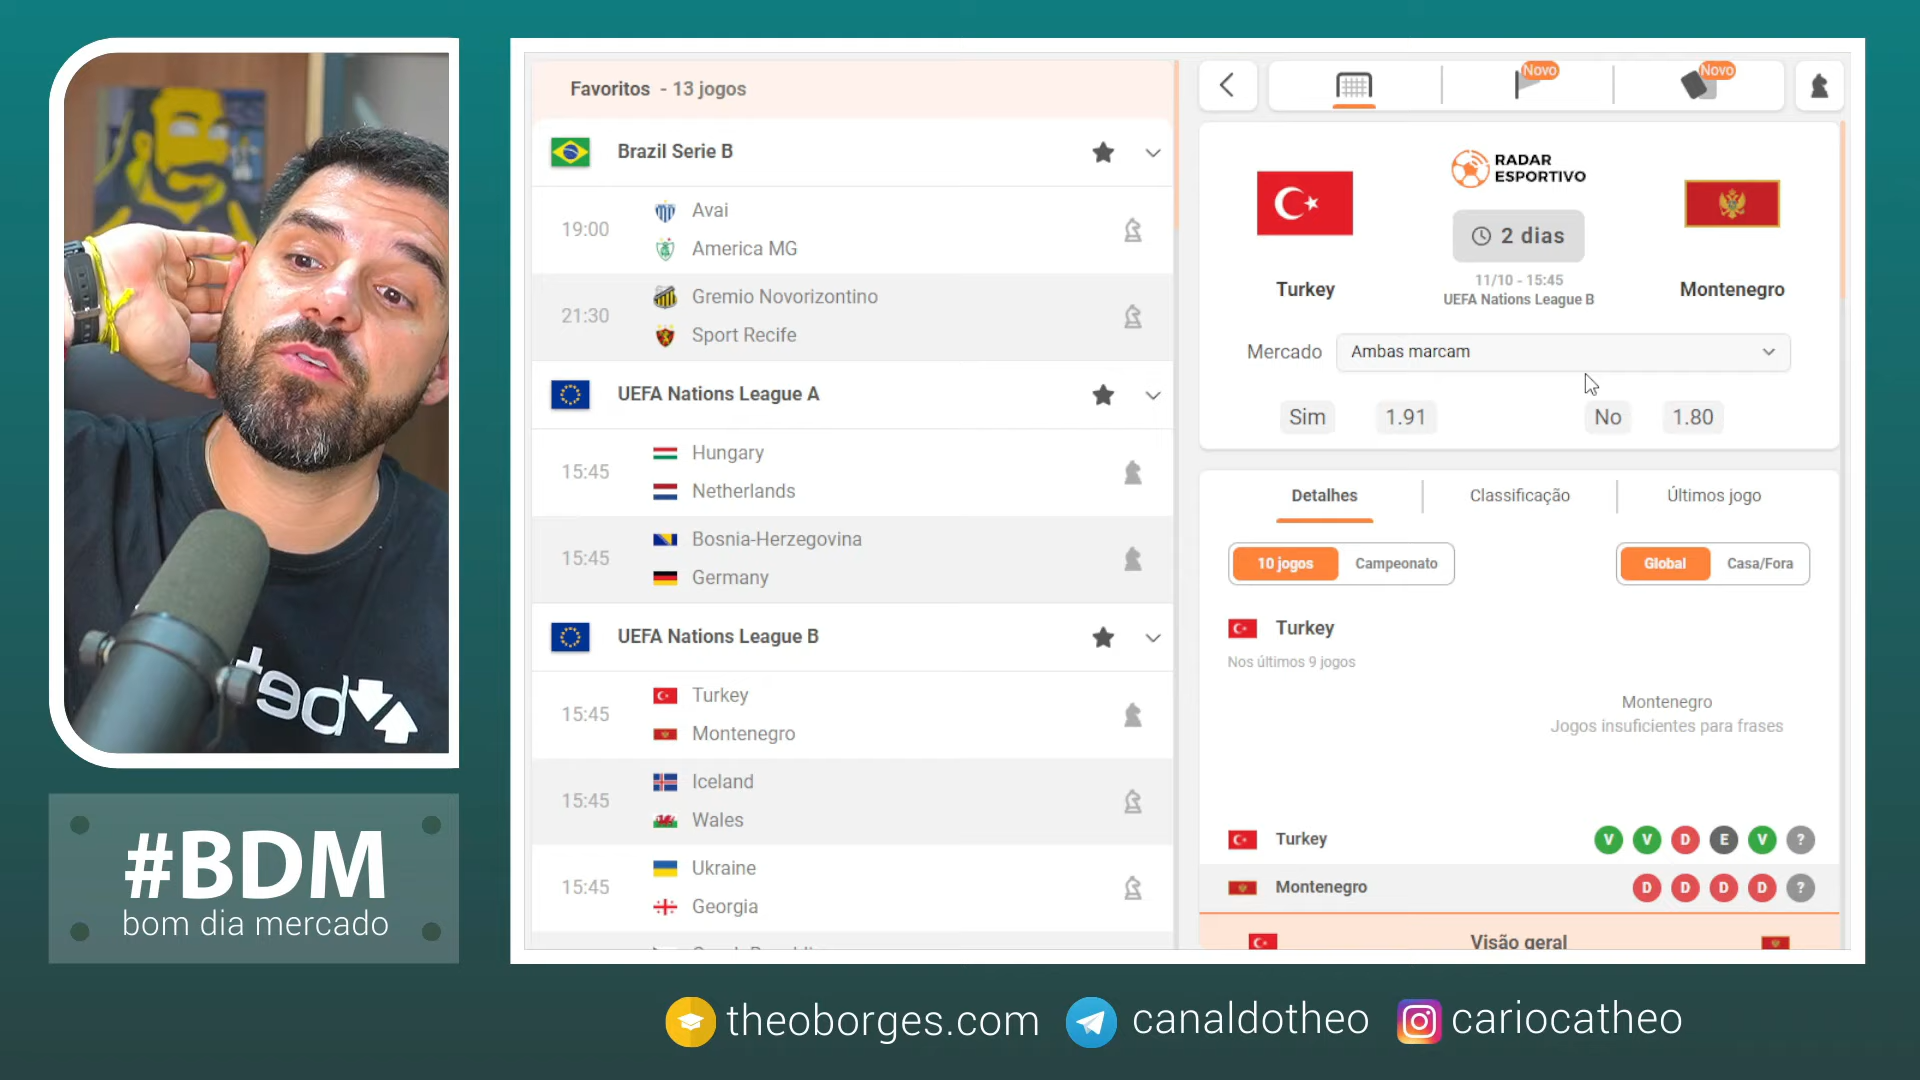 Favoritos - 13 jogos
Brazil Serie B
19:00
Avai
America MG
21:30
Gremio Novorizontino
Sport Recife
UEFA Nations League A
15:45
Hungary
Netherlands
15:45
Bosnia-Herzegovina
Germany
UEFA Nations League B
15:45
Turkey
Montenegro
15:45
Iceland
Wales
15:45
Ukraine
Georgia
Novo
Novo
RADAR
ESPORTIVO
2 dias
11/10 - 15:45
UEFA Nations League B
Turkey
Montenegro
Mercado
Ambas marcam
Sim 1.91 No 1.80
Detalhes Classificação Últimos jogo
10 jogos Campeonato Global Casa/Fora
Turkey
Nos últimos 9 jogos
Montenegro
Jogos insuficientes para frases
Turkey V V D E V ?
Montenegro D D D D ?
Visão geral
#BDM
bom dia mercado
theoborges.com canaldotheo cariocatheo